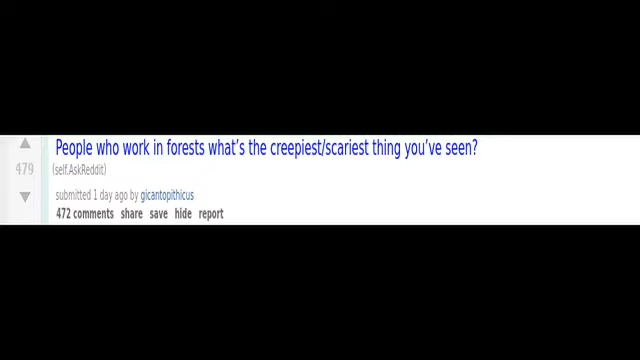 People who work in forests what's the creepiest/scariest thing you've seen?
479
(self.AskReddit)
submitted 1 day ago by gicantopithicus
472 comments share save hide report